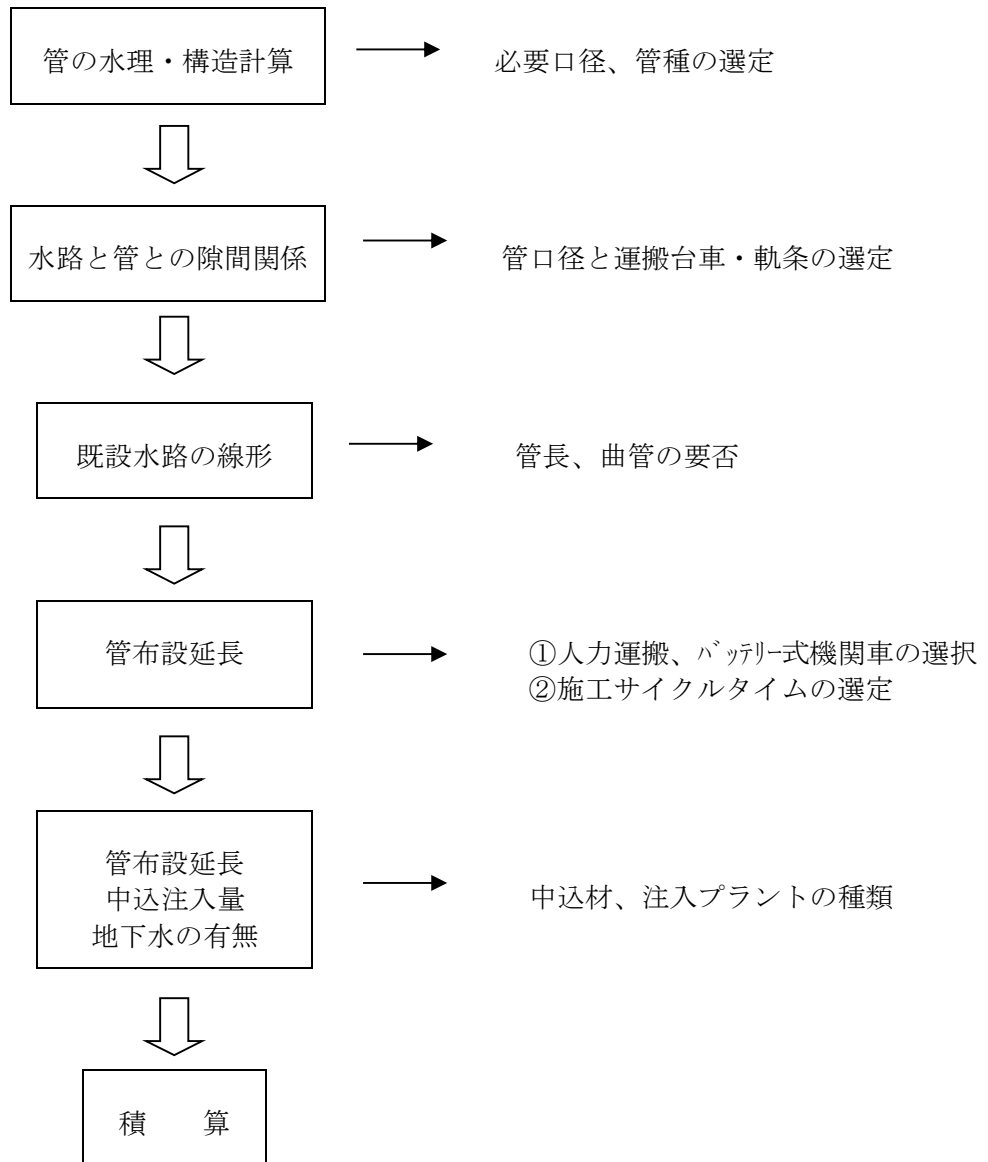 管の水理・構造計算
必要口径、管種の選定
水路と管との隙間関係
管口径と運搬台車・軌条の選定
既設水路の線形
管長、曲管の要否
管布設延長
①人力運搬、ﾊﾞｯﾃﾘｰ式機関車の選択
②施工サイクルタイムの選定
管布設延長
中込注入量
地下水の有無
中込材、注入プラントの種類
積　　算